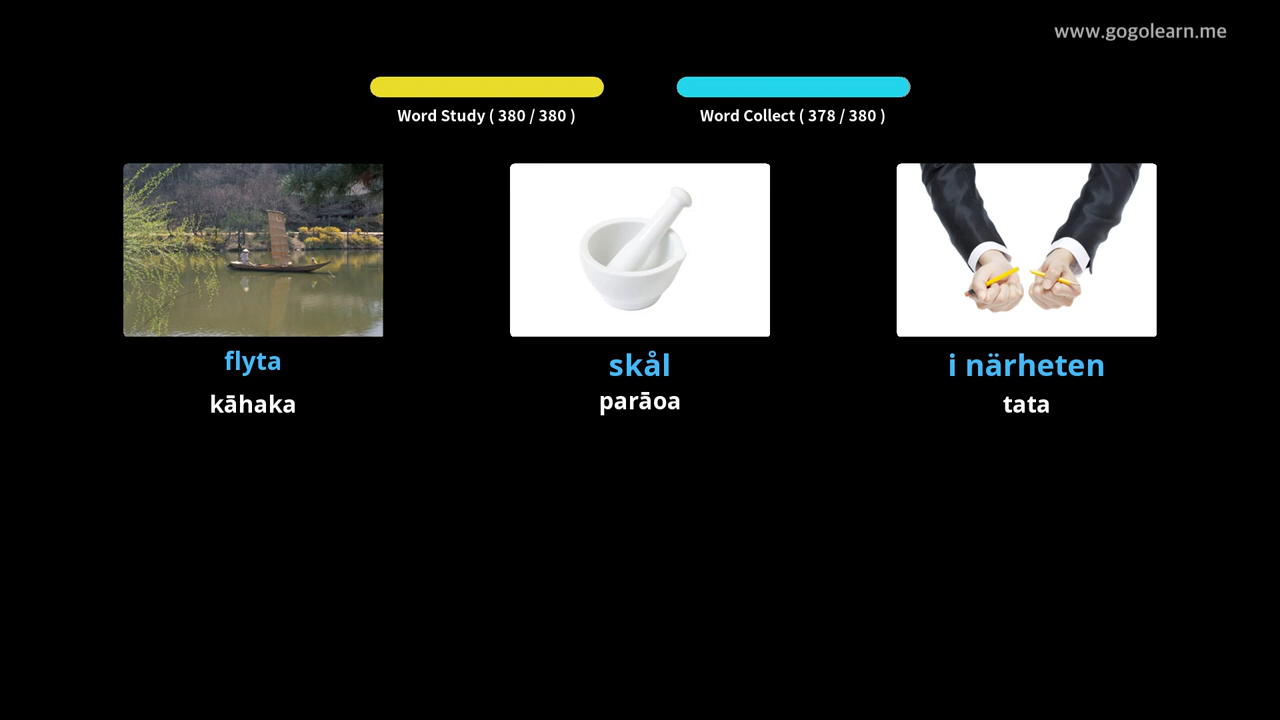 www.gogolearn.me
Word Study ( 380 / 380 )
Word Collect ( 378 / 380 )
flyta
skål
i närheten
kāhaka
parāoa
tata